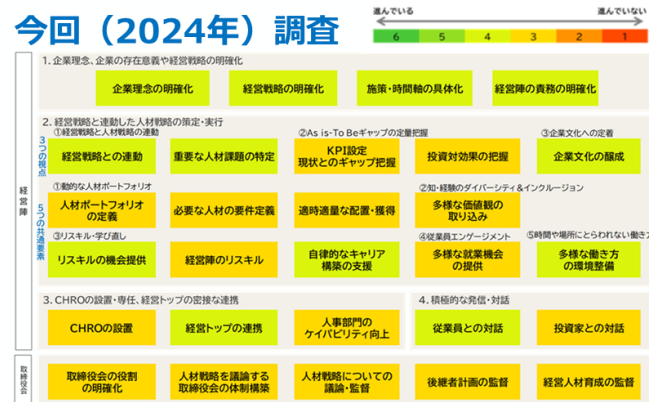 今回（2024年）調査
進んでいる
進んでいない
6 5 4 3 2 1
経営陣
1. 企業理念、企業の存在意義や経営戦略の明確化
企業理念の明確化
経営戦略の明確化
施策・時間軸の具体化
経営陣の責務の明確化
2. 経営戦略と連動した人材戦略の策定・実行
3つの視点
①経営戦略と人材戦略の連動
②As is-To Beギャップの定量把握
③企業文化への定着
経営戦略との連動
重要な人材課題の特定
KPI設定
現状とのギャップ把握
投資対効果の把握
企業文化の醸成
5つの共通要素
①動的な人材ポートフォリオ
②知・経験のダイバーシティ＆インクルージョン
人材ポートフォリオ
の定義
必要な人材の要件定義
適時適量な配置・獲得
多様な価値観の
取り込み
③リスキル・学び直し
④従業員エンゲージメント
⑤時間や場所にとらわれない働き方
リスキルの機会提供
経営陣のリスキル
自律的なキャリア
構築の支援
多様な就業機会
の提供
多様な働き方
の環境整備
3. CHROの設置・専任、経営トップの密接な連携
4. 積極的な発信・対話
CHROの設置
経営トップの連携
人事部門の
ケイパビリティ向上
従業員との対話
投資家との対話
取締役会
取締役会の役割
の明確化
人材戦略を議論する
取締役会の体制構築
人材戦略についての
議論・監督
後継者計画の監督
経営人材育成の監督